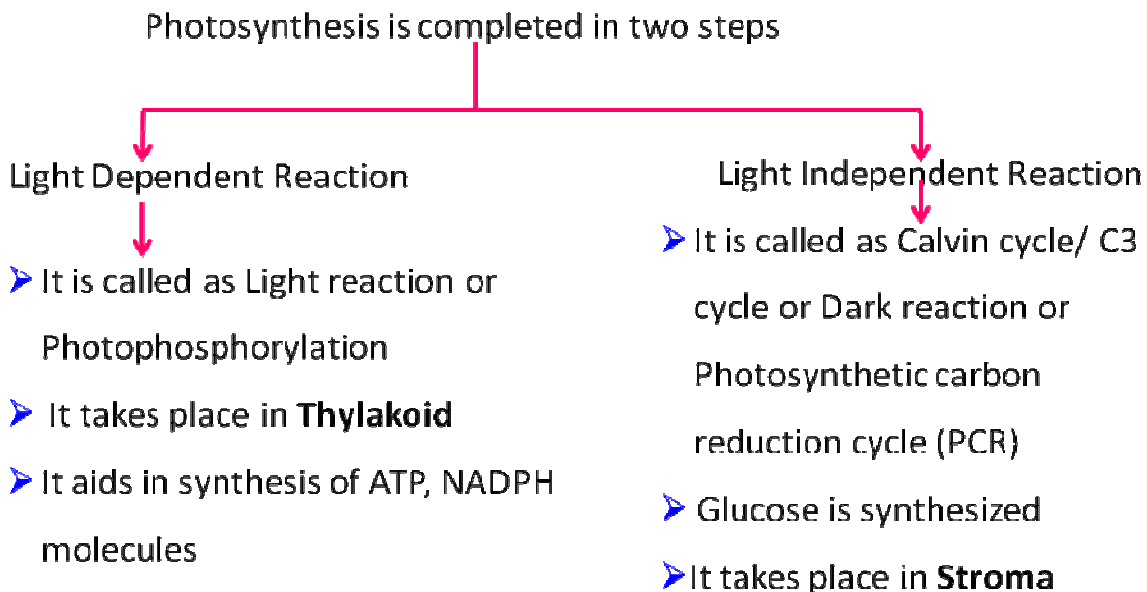 Photosynthesis is completed in two steps
Light Dependent Reaction
➢ It is called as Light reaction or
Photophosphorylation
➢ It takes place in Thylakoid
➢ It aids in synthesis of ATP, NADPH
molecules
Light Independent Reaction
➢ It is called as Calvin cycle/ C3
cycle or Dark reaction or
Photosynthetic carbon
reduction cycle (PCR)
➢ Glucose is synthesized
➢ It takes place in Stroma